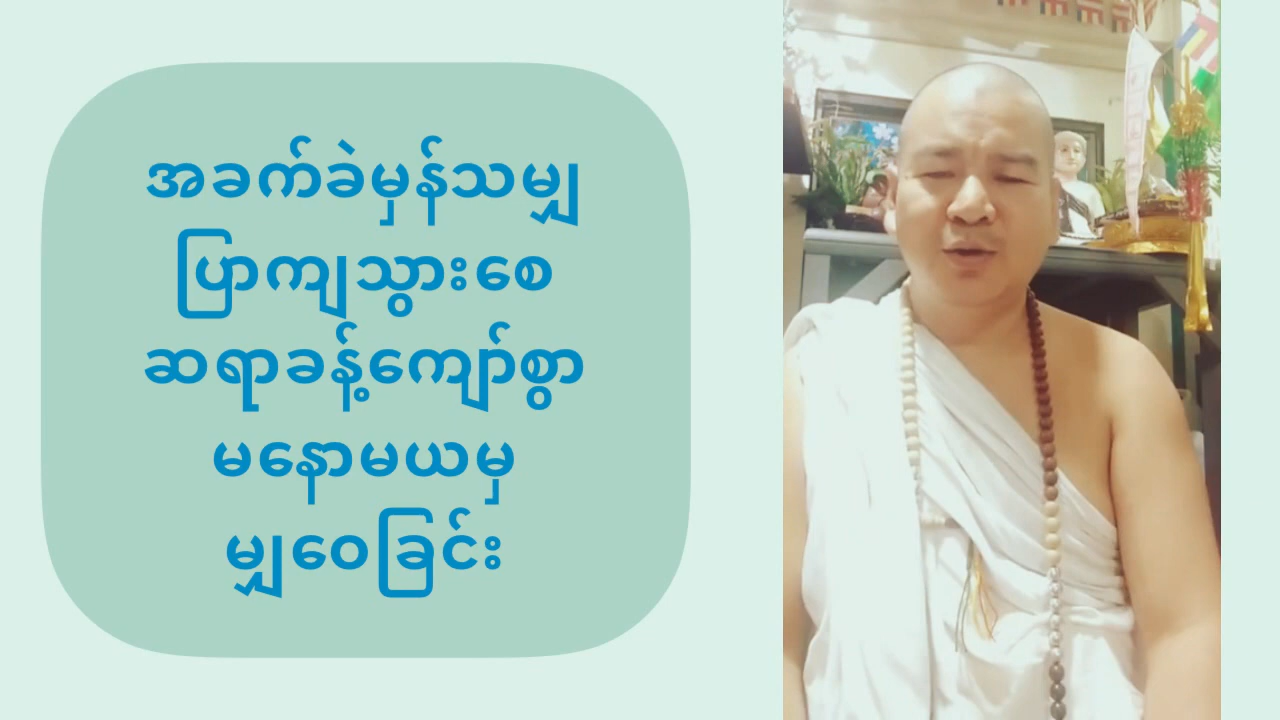 အခက်ခဲမှန်သမျှ
ပြာကျသွားစေ
ဆရာခန့်ကျော်စွာ
မနောမယမှ
မျှဝေခြင်း